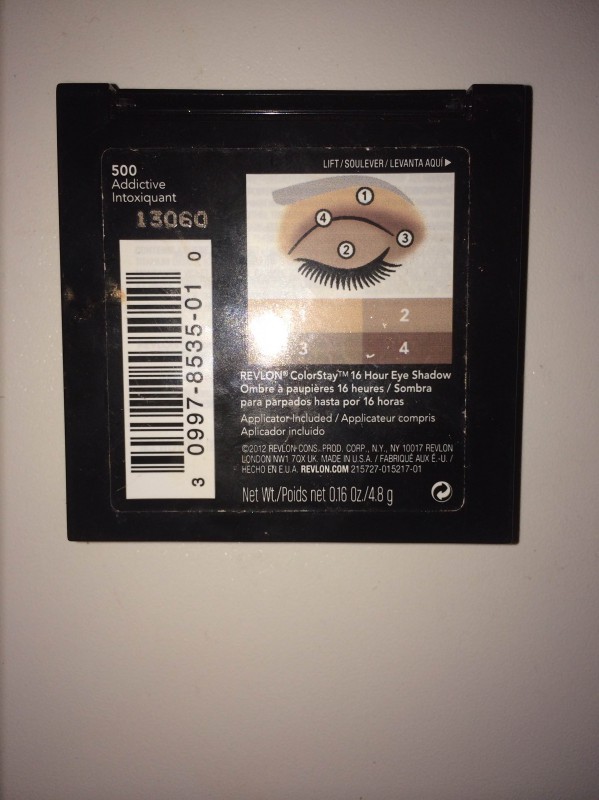 LIFT / SOULEVER / LEVANTA AQUÍ ▶
500
Addictive
Intoxiquant
13060
3 0997-8535-01 0
1
4
3
2
1 2
3 4
REVLON® ColorStay™ 16 Hour Eye Shadow
Ombre à paupières 16 heures / Sombra
para párpados hasta por 16 horas
Applicator Included / Applicateur compris
Aplicador incluido
©2012 REVLON CONS. PROD. CORP., N.Y., NY 10017 REVLON
LONDON NW1 7QX UK. MADE IN U.S.A. / FABRIQUÉ AUX É.-U. /
HECHO EN E.U.A. REVLON.COM 215727-015217-01
Net Wt./Poids net 0.16 Oz./4.8 g